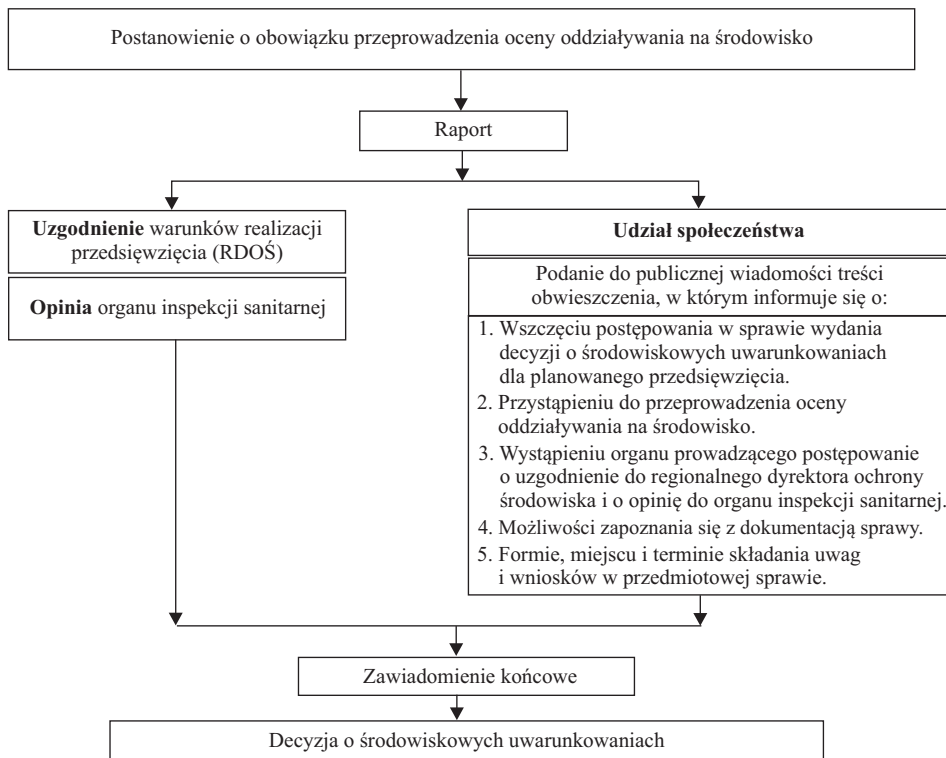 Postanowienie o obowiązku przeprowadzenia oceny oddziaływania na środowisko
Raport
Uzgodnienie warunków realizacji
przedsięwzięcia (RDOŚ)
Opinia organu inspekcji sanitarnej
Udział społeczeństwa
Podanie do publicznej wiadomości treści
obwieszczenia, w którym informuje się o:
1. Wszczęciu postępowania w sprawie wydania
decyzji o środowiskowych uwarunkowaniach
dla planowanego przedsięwzięcia.
2. Przystąpieniu do przeprowadzenia oceny
oddziaływania na środowisko.
3. Wystąpieniu organu prowadzącego postępowanie
o uzgodnienie do regionalnego dyrektora ochrony
środowiska i o opinię do organu inspekcji sanitarnej.
4. Możliwości zapoznania się z dokumentacją sprawy.
5. Formie, miejscu i terminie składania uwag
i wniosków w przedmiotowej sprawie.
Zawiadomienie końcowe
Decyzja o środowiskowych uwarunkowaniach